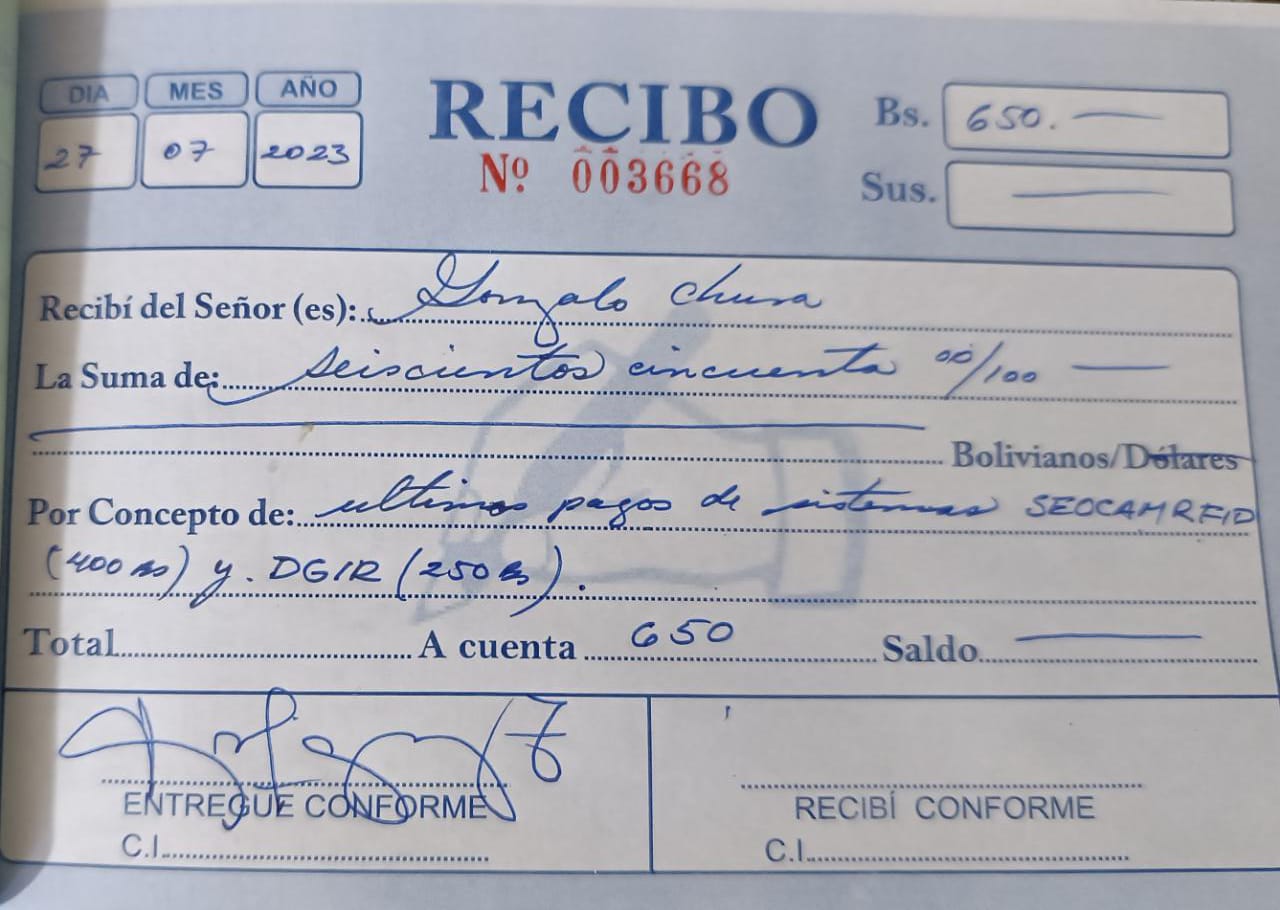 DIA MES AÑO
27 07 2023
RECIBO
Nº 003668
Bs. 650.—
Sus. —
Recibí del Señor (es): Gonzalo Chura
La Suma de: seiscientos cincuenta 00/100 —
Bolivianos/Dólares
Por Concepto de: ultimos pagos de sistemas SEOCAMRFID
(400 Bs) y. DGIR (250 Bs).
Total A cuenta 650 Saldo —
ENTREGUE CONFORME
C.I.
RECIBÍ CONFORME
C.I.